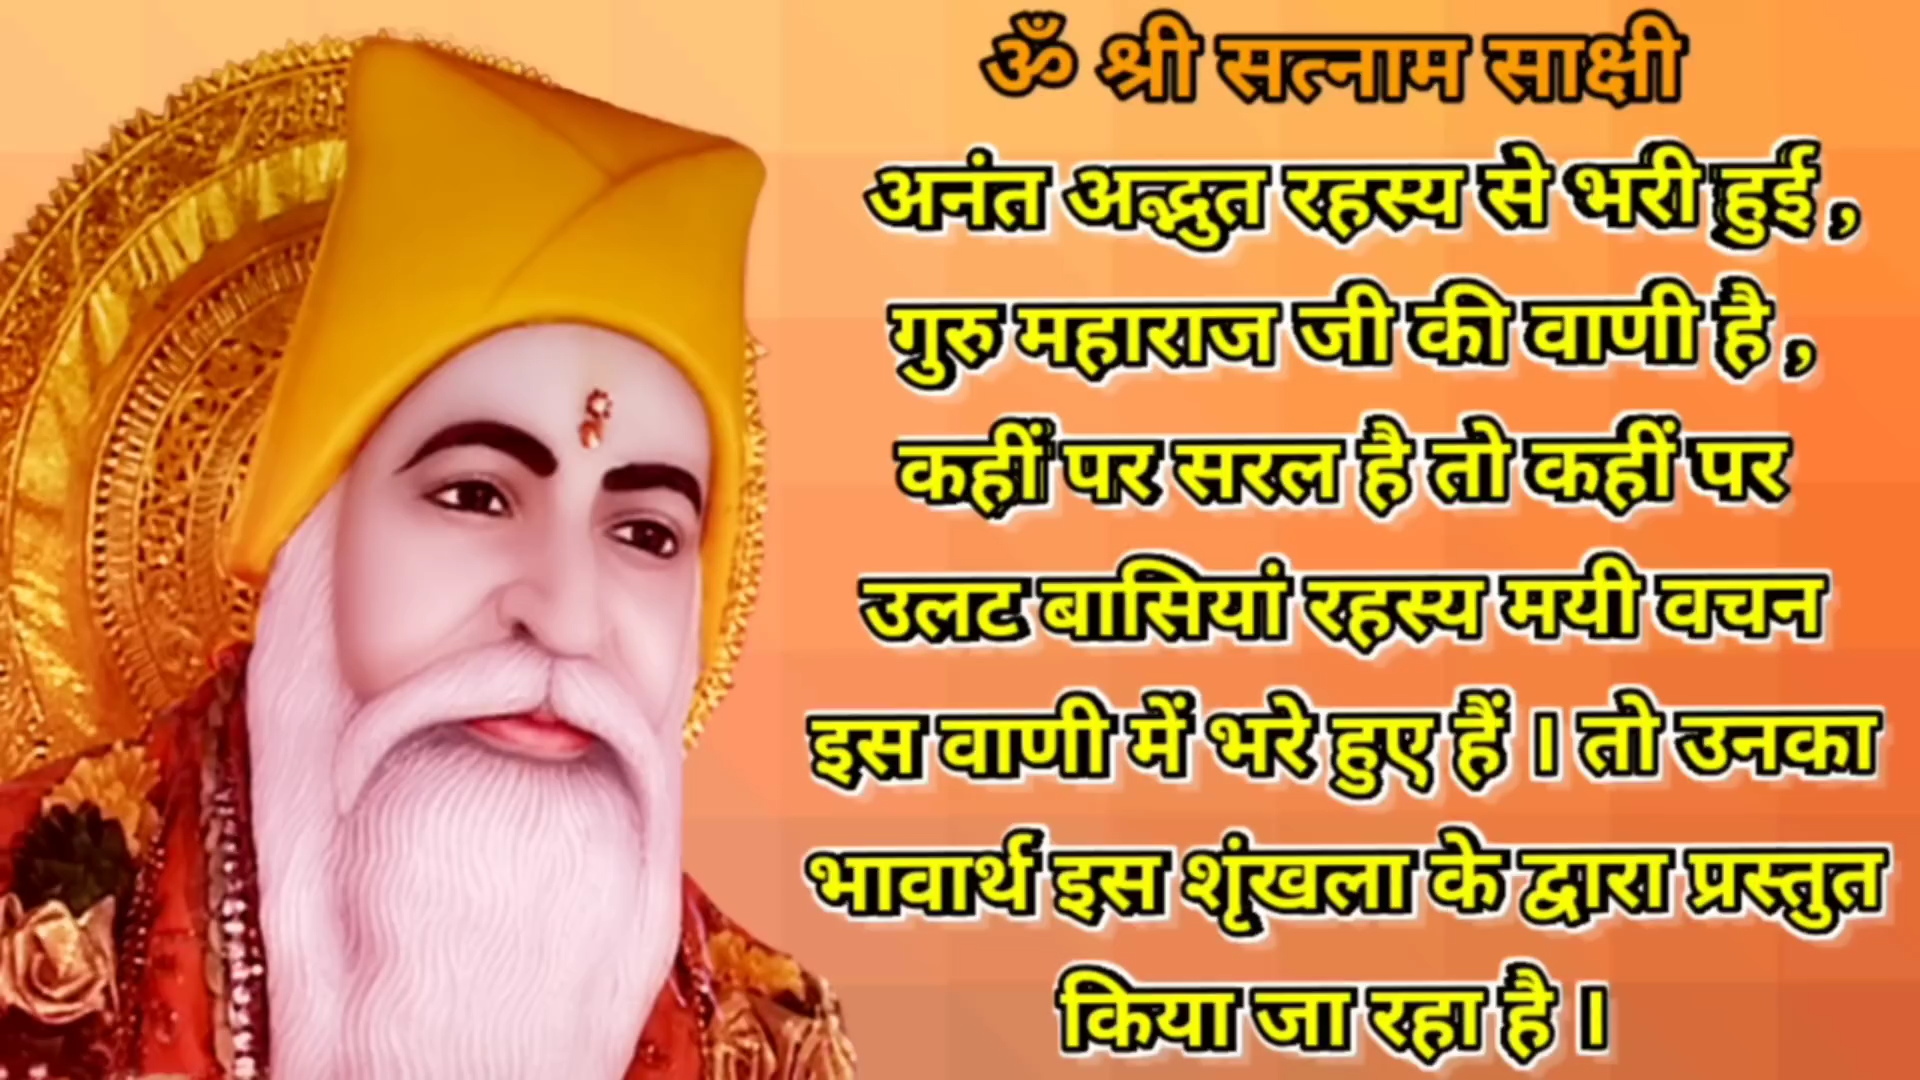 ॐ श्री सत्नाम साक्षी
अनंत अद्भुत रहस्य से भरी हुई ,
गुरु महाराज जी की वाणी है ,
कहीं पर सरल है तो कहीं पर
उलट बासियां रहस्य मयी वचन
इस वाणी में भरे हुए हैं । तो उनका
भावार्थ इस शृंखला के द्वारा प्रस्तुत
किया जा रहा है ।